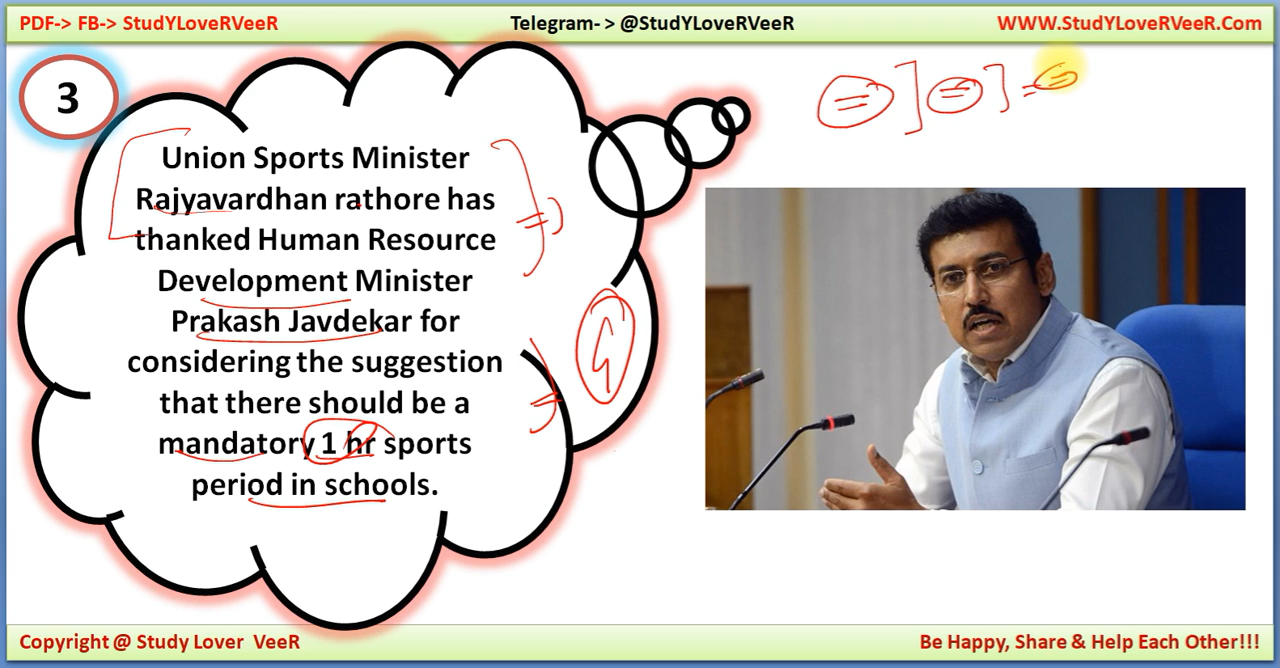 PDF-> FB-> StudYLoveRVeeR
Telegram- > @StudYLoveRVeeR
WWW.StudYLoveRVeeR.Com
3
Union Sports Minister
Rajyavardhan rathore has
thanked Human Resource
Development Minister
Prakash Javdekar for
considering the suggestion
that there should be a
mandatory 1 hr sports
period in schools.
Copyright @ Study Lover VeeR
Be Happy, Share & Help Each Other!!!